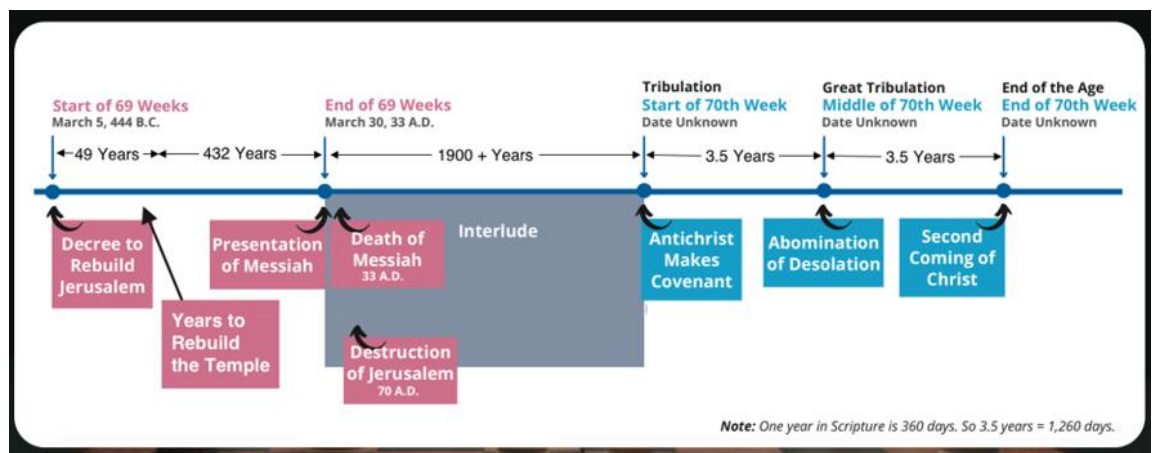 Start of 69 Weeks
March 5, 444 B.C.
End of 69 Weeks
March 30, 33 A.D.
Tribulation
Start of 70th Week
Date Unknown
Great Tribulation
Middle of 70th Week
Date Unknown
End of the Age
End of 70th Week
Date Unknown
49 Years
432 Years
1900 + Years
3.5 Years
3.5 Years
Decree to
Rebuild
Jerusalem
Years to
Rebuild
the Temple
Presentation
of Messiah
Death of
Messiah
33 A.D.
Interlude
Destruction
of Jerusalem
70 A.D.
Antichrist
Makes
Covenant
Abomination
of Desolation
Second
Coming of
Christ
Note: One year in Scripture is 360 days. So 3.5 years = 1,260 days.